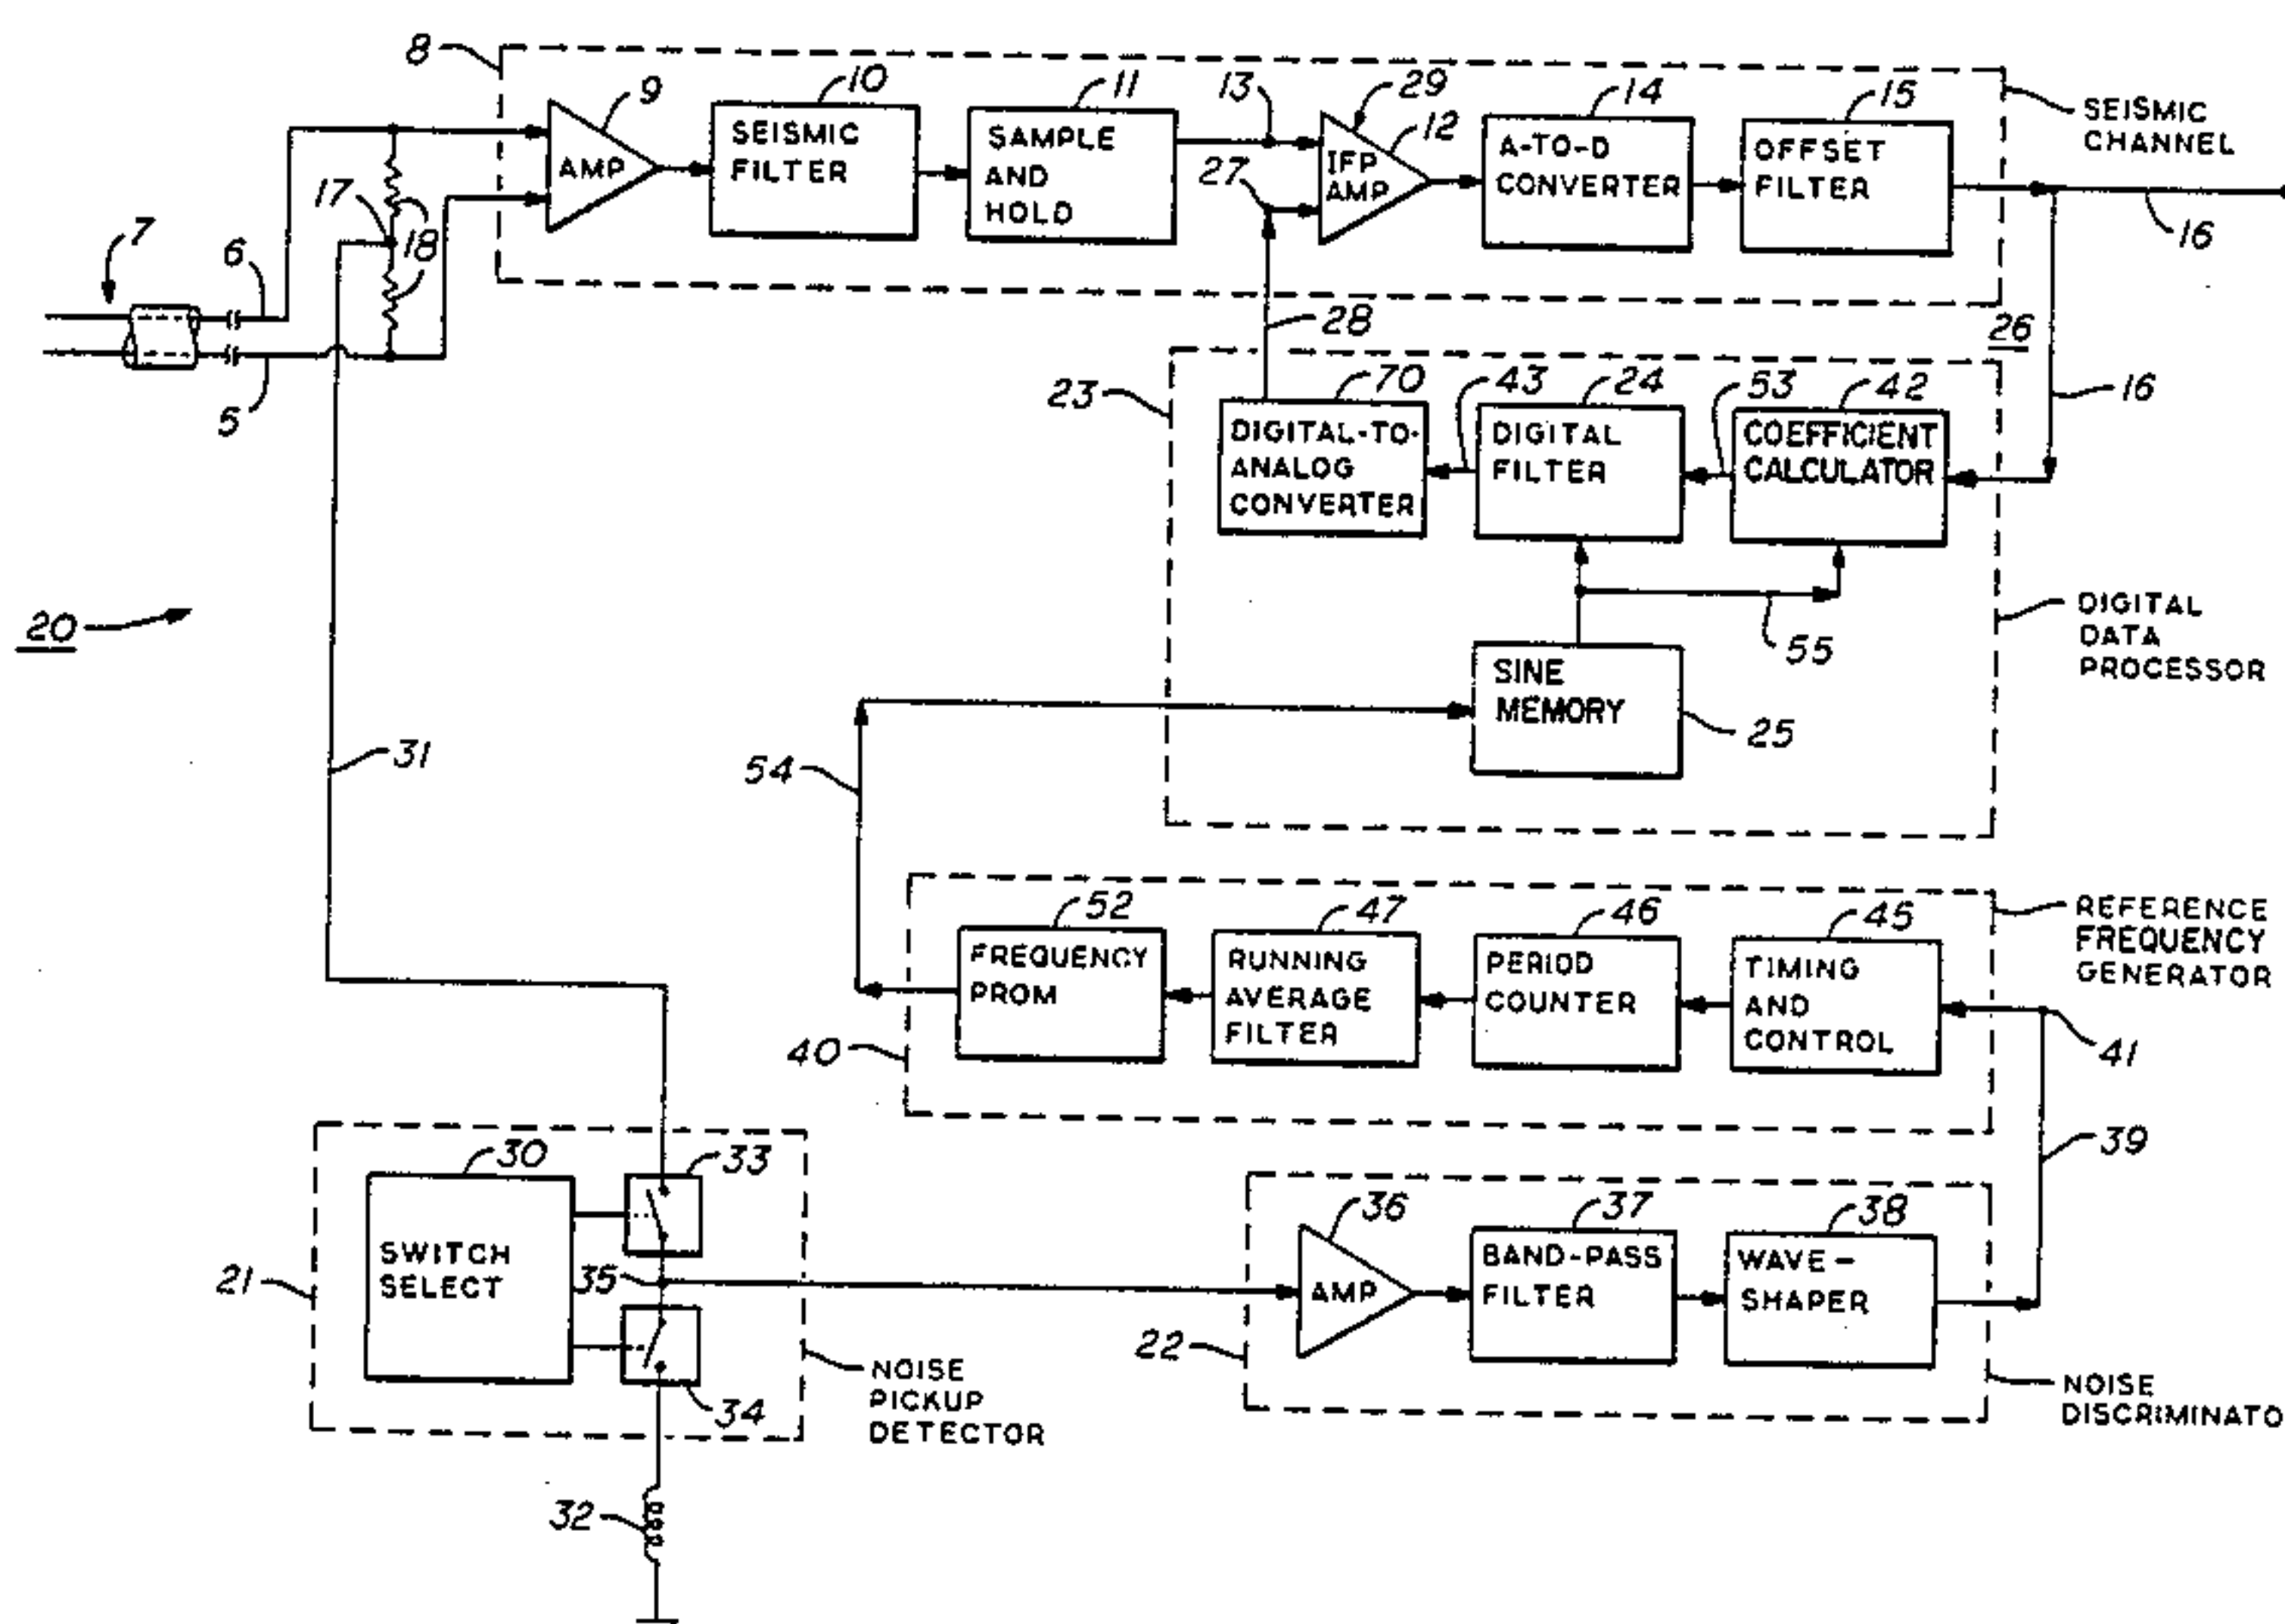 8
9
10
11
13
29
12
14
15
SEISMIC
CHANNEL
AMP
SEISMIC
FILTER
SAMPLE
AND
HOLD
27
IFP
AMP
A-TO-D
CONVERTER
OFFSET
FILTER
16
17
18
7
6
5
28
26
23
70
43
24
53
42
16
DIGITAL-TO-
ANALOG
CONVERTER
DIGITAL
FILTER
COEFFICIENT
CALCULATOR
20
55
DIGITAL
DATA
PROCESSOR
SINE
MEMORY
25
31
54
52
47
46
45
REFERENCE
FREQUENCY
GENERATOR
FREQUENCY
PROM
RUNNING
AVERAGE
FILTER
PERIOD
COUNTER
TIMING
AND
CONTROL
40
41
39
30
33
36
37
38
SWITCH
SELECT
35
21
AMP
BAND-PASS
FILTER
WAVE-
SHAPER
22
34
NOISE
PICKUP
DETECTOR
NOISE
DISCRIMINATO
32